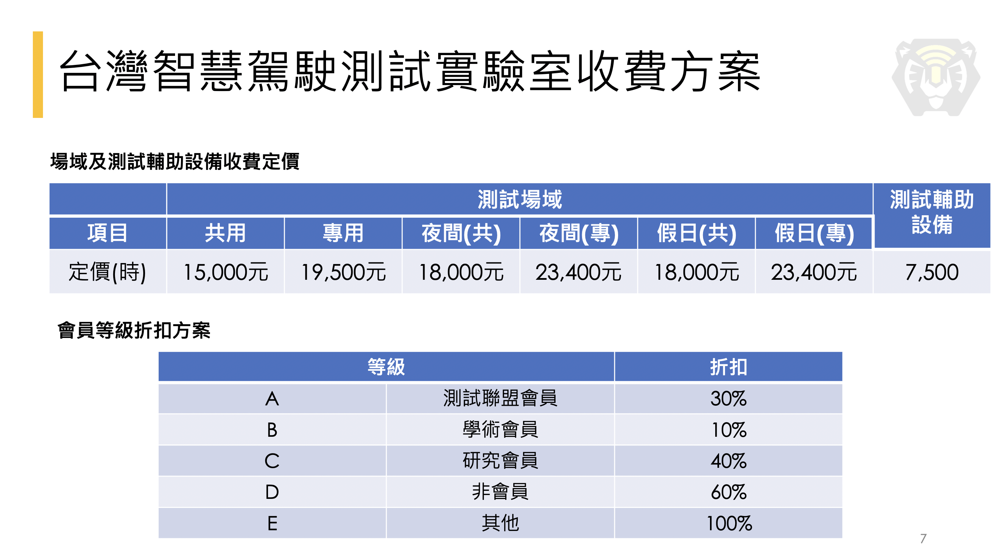 台灣智慧駕駛測試實驗室收費方案
場域及測試輔助設備收費定價
測試場域
測試輔助
設備
項目 共用 專用 夜間(共) 夜間(專) 假日(共) 假日(專)
定價(時) 15,000元 19,500元 18,000元 23,400元 18,000元 23,400元 7,500
會員等級折扣方案
等級 折扣
A 測試聯盟會員 30%
B 學術會員 10%
C 研究會員 40%
D 非會員 60%
E 其他 100%
7